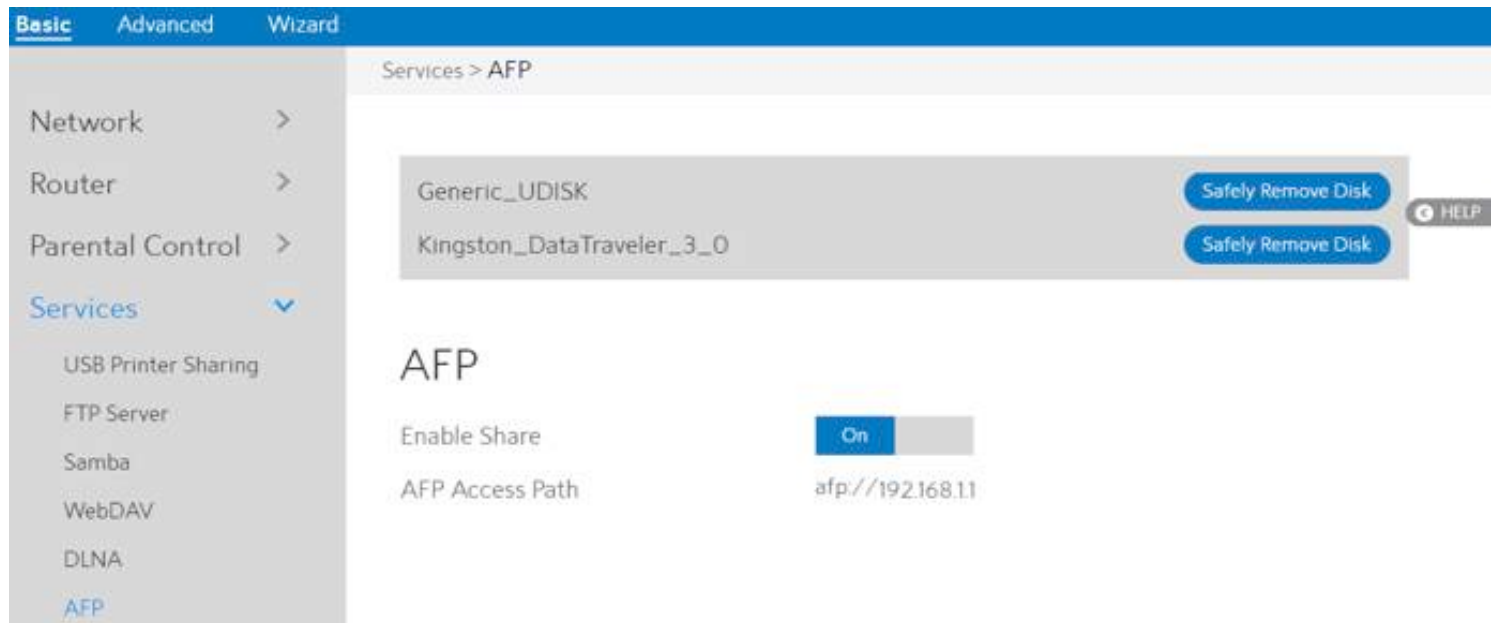 Basic Advanced Wizard
Services > AFP
Network
Router
Parental Control
Services
USB Printer Sharing
FTP Server
Samba
WebDAV
DLNA
AFP
Generic_UDISK Safely Remove Disk
Kingston_DataTraveler_3_0 Safely Remove Disk
HELP
AFP
Enable Share On
AFP Access Path afp://192.168.1.1